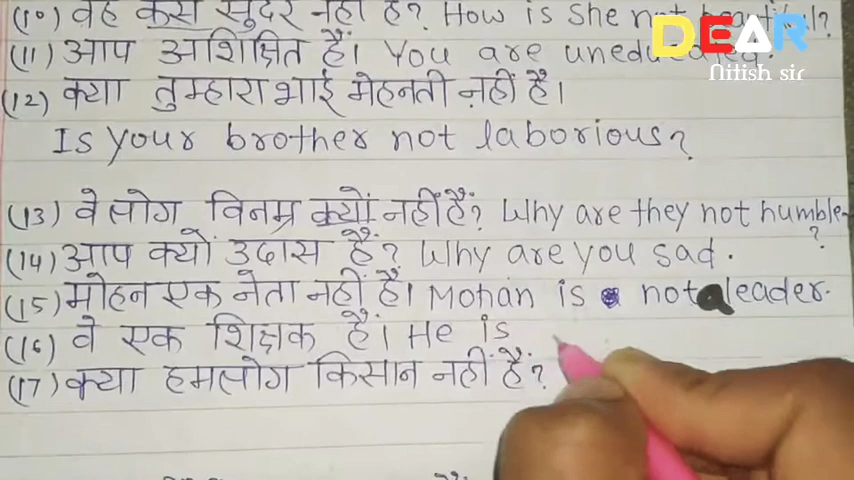 (10) वह कैसे सुंदर नहीं है? How is She not beautiful?
DEAR
Nitish sir
(11) आप अशिक्षित हैं। You are uneducated.
(12) क्या तुम्हारा भाई मेहनती नहीं है।
Is your brother not laborious?
(13) वे लोग विनम्र क्यों नहीं हैं? Why are they not humble?
(14) आप क्यों उदास हैं? Why are you sad.
(15) मोहन एक नेता नहीं हैं। Mohan is not a leader.
(16) वे एक शिक्षक हैं। He is
(17) क्या हमलोग किसान नहीं हैं?